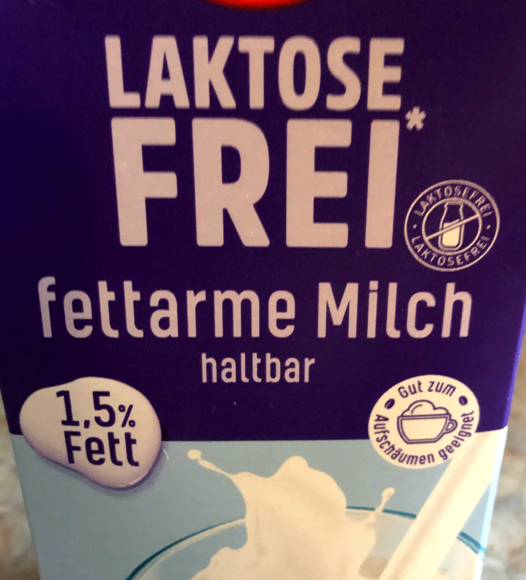 LAKTOSE
FREI*
LAKTOSEFREI
LAKTOSEFREI
fettarme Milch
haltbar
1,5%
Fett
Gut zum
Aufschäumen geeignet